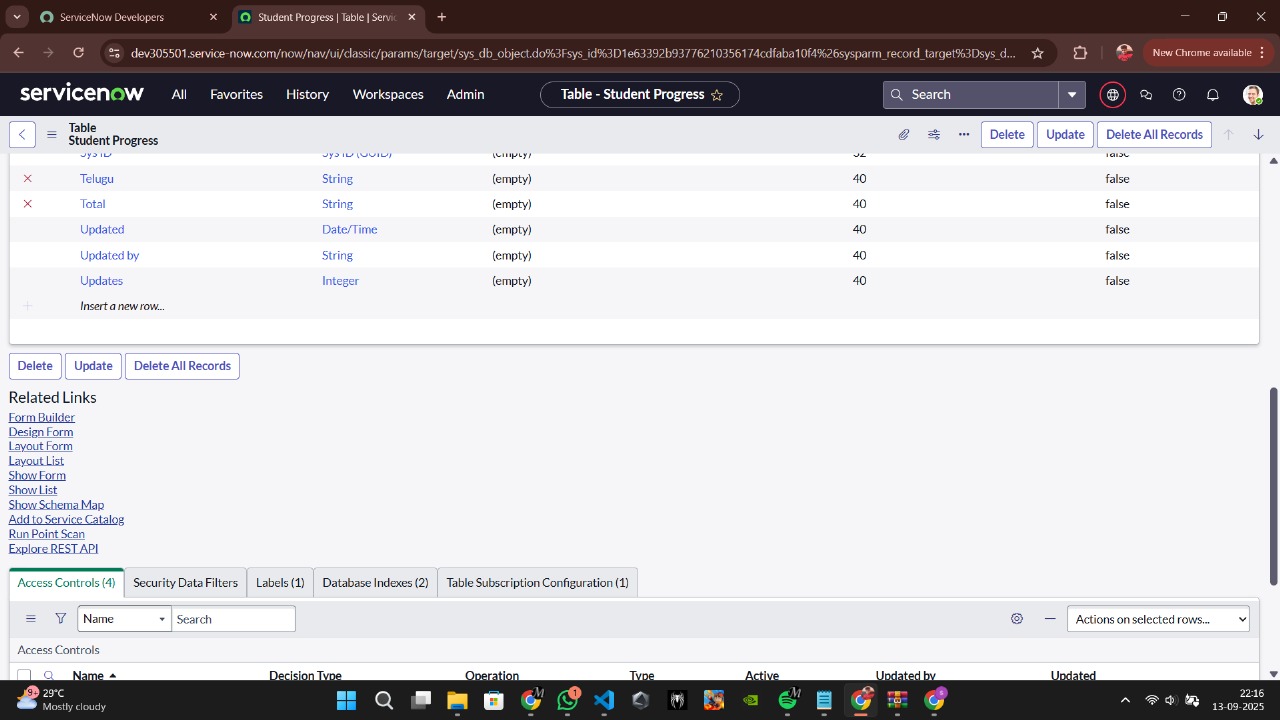 ServiceNow Developers
Student Progress | Table | Servic
dev305501.service-now.com/now/nav/ui/classic/params/target/sys_db_object.do%3Fsys_id%3D1e63392b93776210356174cdfaba10f4%26sysparm_record_target%3Dsys_d...
New Chrome available
servicenow All Favorites History Workspaces Admin Table - Student Progress Search
Table
Student Progress
Delete Update Delete All Records
Sys ID Sys ID (GUID) (empty) 32 false
Telugu String (empty) 40 false
Total String (empty) 40 false
Updated Date/Time (empty) 40 false
Updated by String (empty) 40 false
Updates Integer (empty) 40 false
Insert a new row...
Delete Update Delete All Records
Related Links
Form Builder
Design Form
Layout Form
Layout List
Show Form
Show List
Show Schema Map
Add to Service Catalog
Run Point Scan
Explore REST API
Access Controls (4) Security Data Filters Labels (1) Database Indexes (2) Table Subscription Configuration (1)
Name Search Actions on selected rows...
Access Controls
Name Decision Type Operation Type Active Updated by Updated
9+ 29°C
Mostly cloudy
1
22:16
13-09-2025